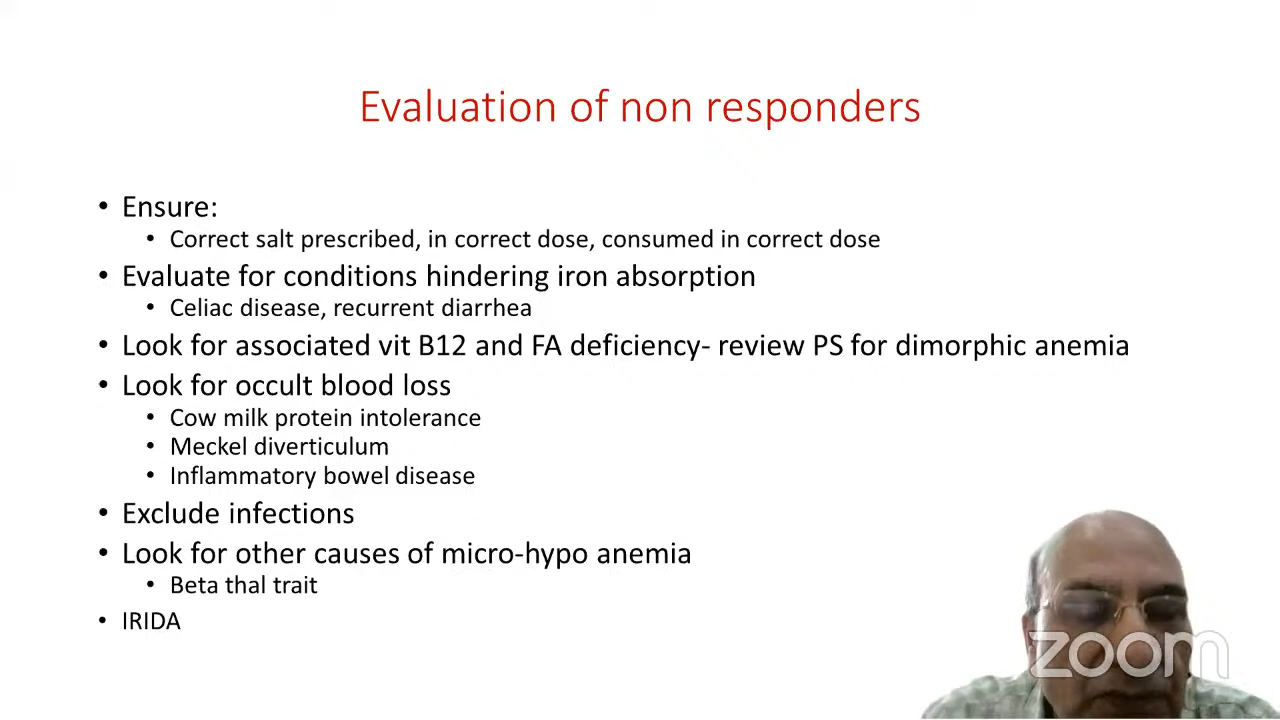 Evaluation of non responders
• Ensure:
• Correct salt prescribed, in correct dose, consumed in correct dose
• Evaluate for conditions hindering iron absorption
• Celiac disease, recurrent diarrhea
• Look for associated vit B12 and FA deficiency- review PS for dimorphic anemia
• Look for occult blood loss
• Cow milk protein intolerance
• Meckel diverticulum
• Inflammatory bowel disease
• Exclude infections
• Look for other causes of micro-hypo anemia
• Beta thal trait
• IRIDA
zoom